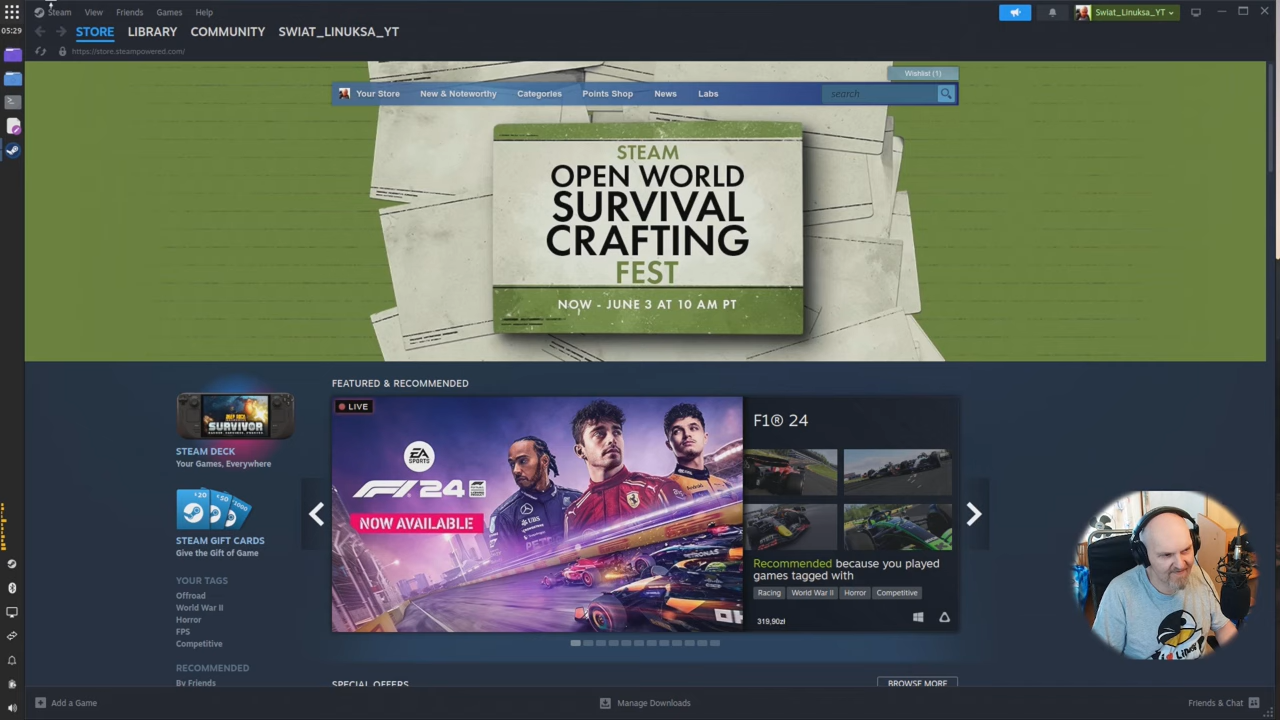 Steam View Friends Games Help
Swiat_Linuksa_YT
05:29
STORE LIBRARY COMMUNITY SWIAT_LINUKSA_YT
https://store.steampowered.com/
Wishlist (1)
Your Store New & Noteworthy Categories Points Shop News Labs search
STEAM
OPEN WORLD
SURVIVAL
CRAFTING
FEST
NOW - JUNE 3 AT 10 AM PT
FEATURED & RECOMMENDED
LIVE
SURVIVOR
STEAM DECK
Your Games, Everywhere
$20
STEAM GIFT CARDS
Give the Gift of Game
YOUR TAGS
Offroad
World War II
Horror
FPS
Competitive
RECOMMENDED
By Friends
EA
SPORTS
F1 24
NOW AVAILABLE
F1® 24
Recommended because you played
games tagged with
Racing World War II Horror Competitive
319,90zł
SPECIAL OFFERS
BROWSE MORE
Add a Game
Manage Downloads
Friends & Chat